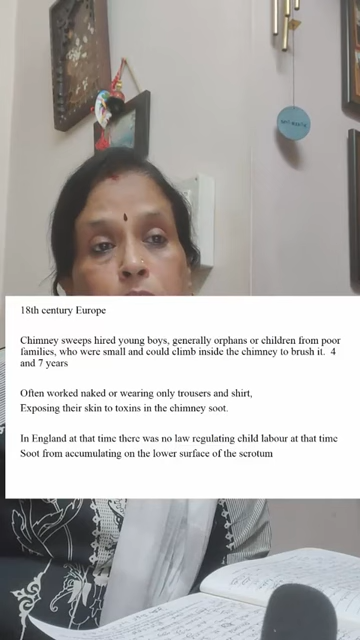 18th century Europe
Chimney sweeps hired young boys, generally orphans or children from poor
families, who were small and could climb inside the chimney to brush it.  4
and 7 years
Often worked naked or wearing only trousers and shirt,
Exposing their skin to toxins in the chimney soot.
In England at that time there was no law regulating child labour at that time
Soot from accumulating on the lower surface of the scrotum